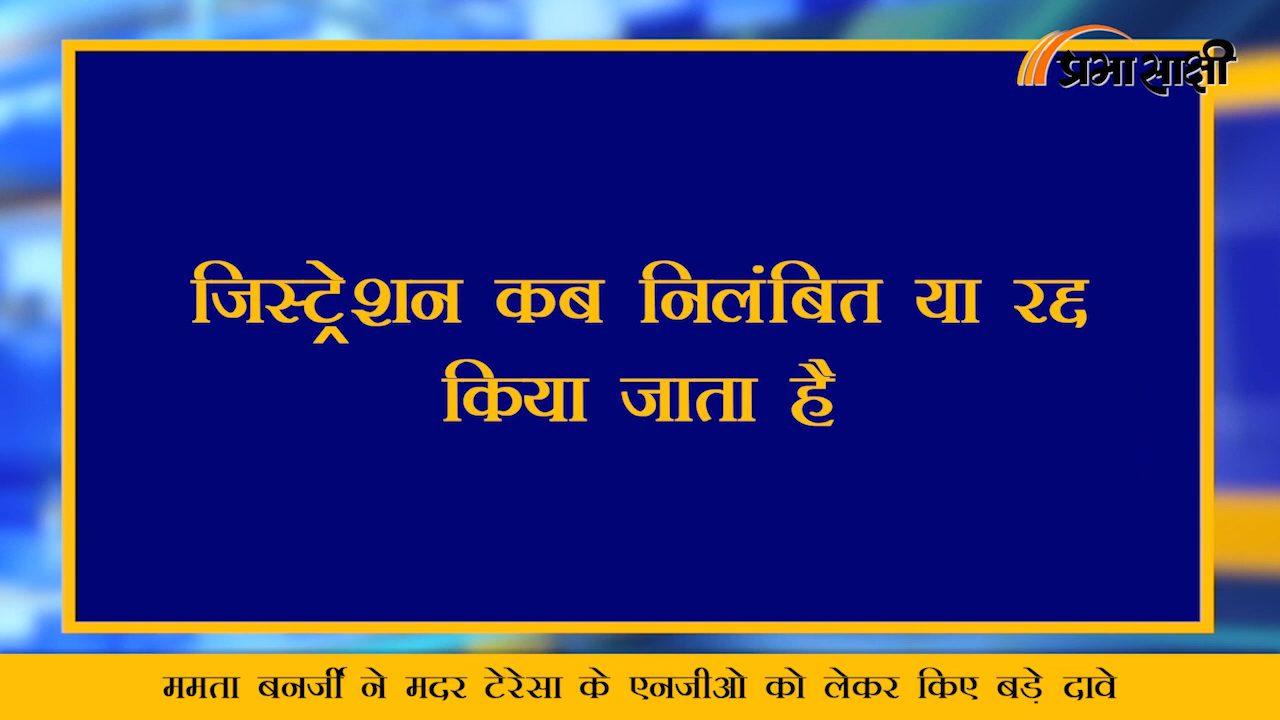 प्रभासाक्षी
जिस्ट्रेशन कब निलंबित या रद्द
किया जाता है
ममता बनर्जी ने मदर टेरेसा के एनजीओ को लेकर किए बड़े दावे